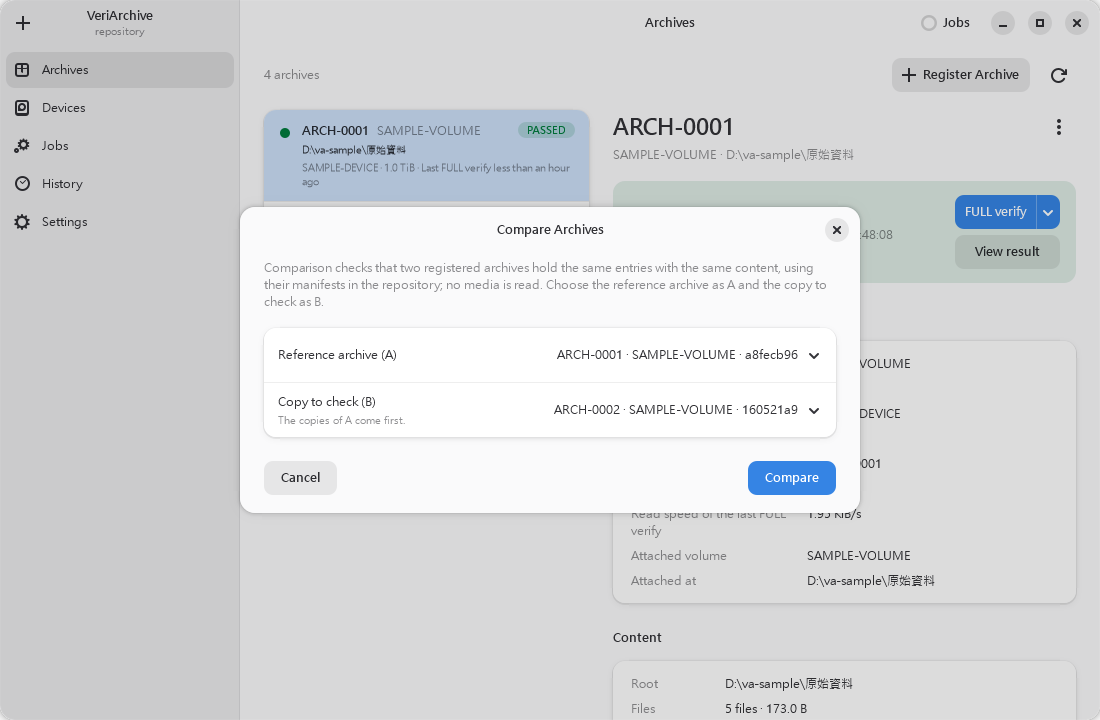 VeriArchive
repository
Archives
Devices
Jobs
History
Settings
Archives
Jobs
4 archives
Register Archive
ARCH-0001 SAMPLE-VOLUME PASSED
D:\va-sample\原始資料
SAMPLE-DEVICE · 1.0 TiB · Last FULL verify less than an hour
ago
ARCH-0001
SAMPLE-VOLUME · D:\va-sample\原始資料
:48:08
FULL verify
View result
Compare Archives
Comparison checks that two registered archives hold the same entries with the same content, using
their manifests in the repository; no media is read. Choose the reference archive as A and the copy to
check as B.
Reference archive (A) ARCH-0001 · SAMPLE-VOLUME · a8fecb96
Copy to check (B) ARCH-0002 · SAMPLE-VOLUME · 160521a9
The copies of A come first.
Cancel
Compare
VOLUME
DEVICE
0001
Read speed of the last FULL 1.95 KiB/s
verify
Attached volume SAMPLE-VOLUME
Attached at D:\va-sample\原始資料
Content
Root D:\va-sample\原始資料
Files 5 files · 173.0 B